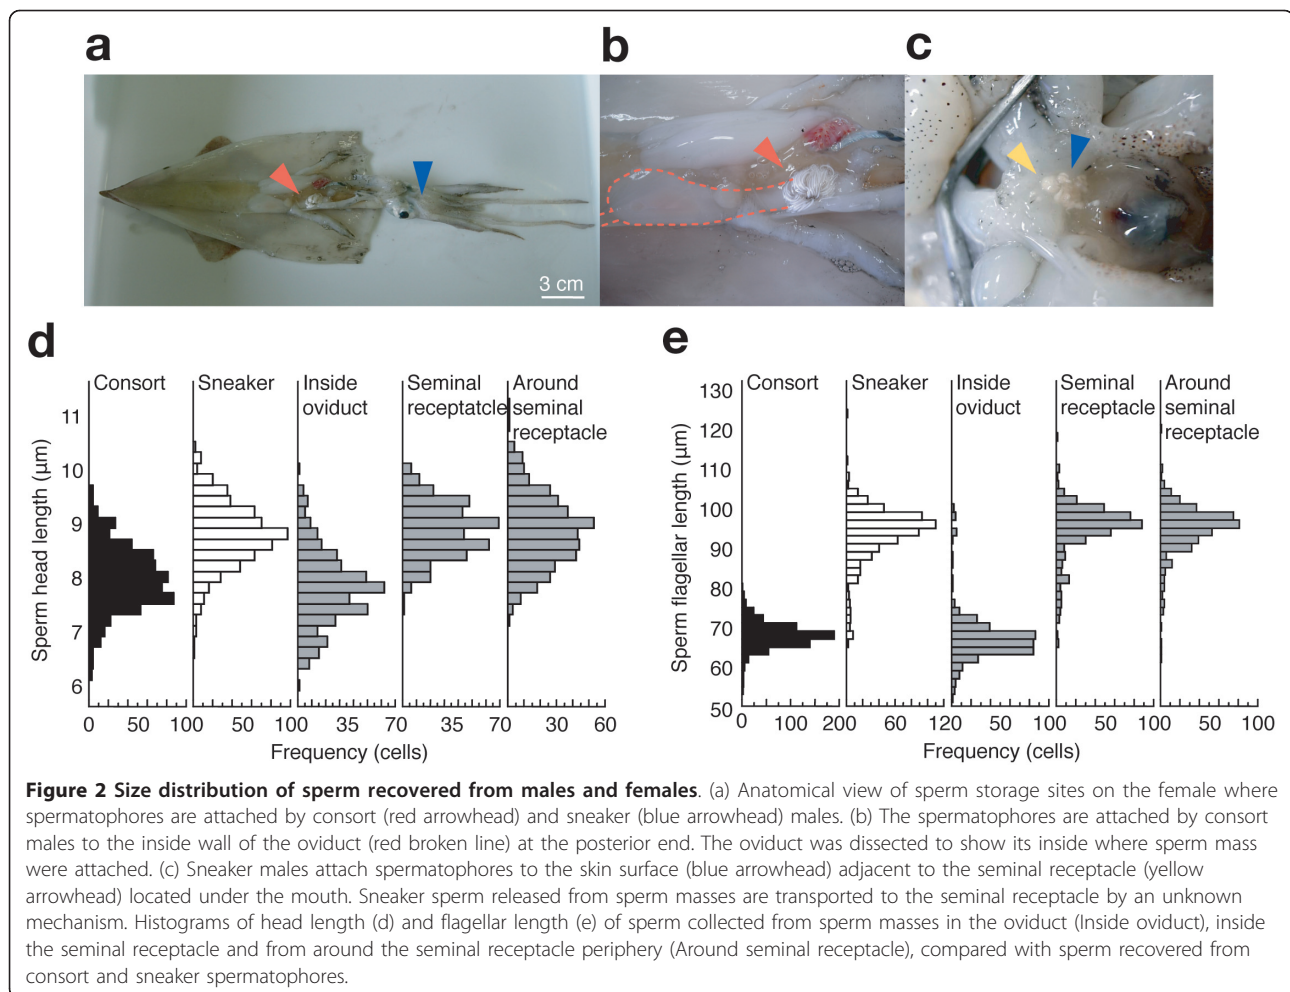 a
b
c
3 cm
d
e
Consort
Sneaker
Inside
oviduct
Seminal
receptatcle
Around
seminal
receptacle
11
10
9
8
7
6
Sperm head length (μm)
0 50 100 50 100 35 70 35 70 30 60
Frequency (cells)
Consort
Sneaker
Inside
oviduct
Seminal
receptacle
Around
seminal
receptacle
130
120
110
100
90
80
70
60
50
Sperm flagellar length (μm)
0 100 200 60 120 50 100 50 100 50 100
Frequency (cells)
Figure 2 Size distribution of sperm recovered from males and females. (a) Anatomical view of sperm storage sites on the female where
spermatophores are attached by consort (red arrowhead) and sneaker (blue arrowhead) males. (b) The spermatophores are attached by consort
males to the inside wall of the oviduct (red broken line) at the posterior end. The oviduct was dissected to show its inside where sperm mass
were attached. (c) Sneaker males attach spermatophores to the skin surface (blue arrowhead) adjacent to the seminal receptacle (yellow
arrowhead) located under the mouth. Sneaker sperm released from sperm masses are transported to the seminal receptacle by an unknown
mechanism. Histograms of head length (d) and flagellar length (e) of sperm collected from sperm masses in the oviduct (Inside oviduct), inside
the seminal receptacle and from around the seminal receptacle periphery (Around seminal receptacle), compared with sperm recovered from
consort and sneaker spermatophores.